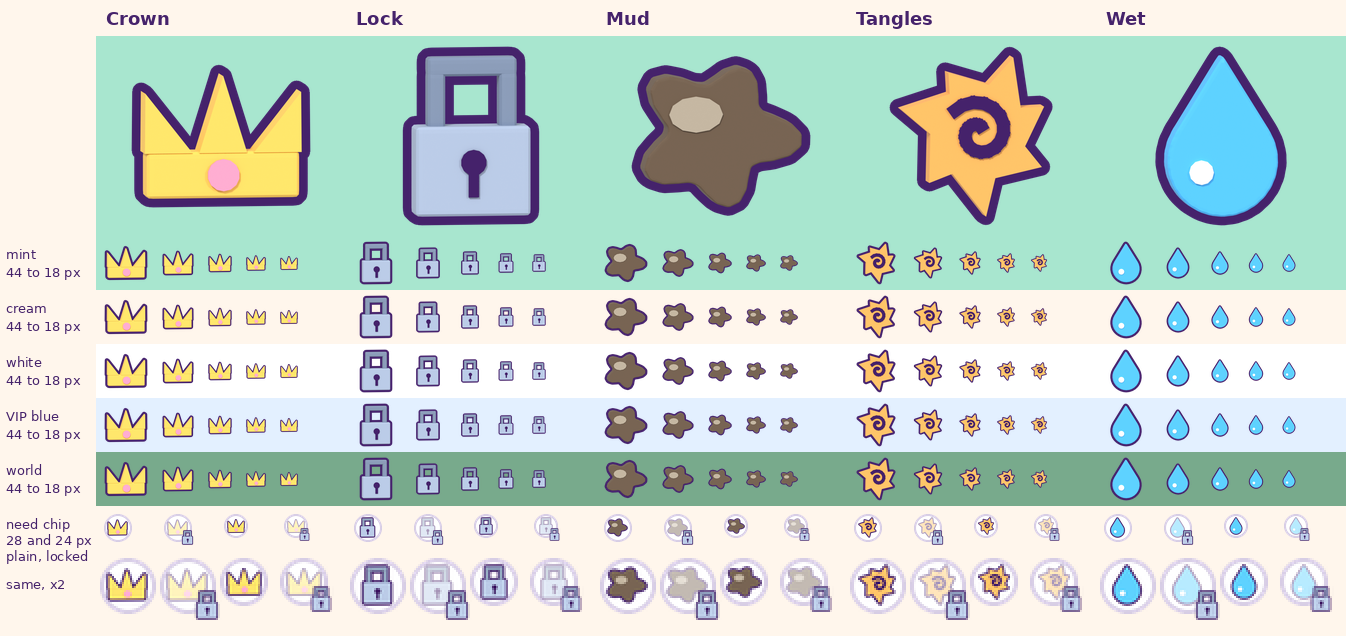 Crown Lock Mud Tangles Wet
mint
44 to 18 px
cream
44 to 18 px
white
44 to 18 px
VIP blue
44 to 18 px
world
44 to 18 px
need chip
28 and 24 px
plain, locked
same, x2